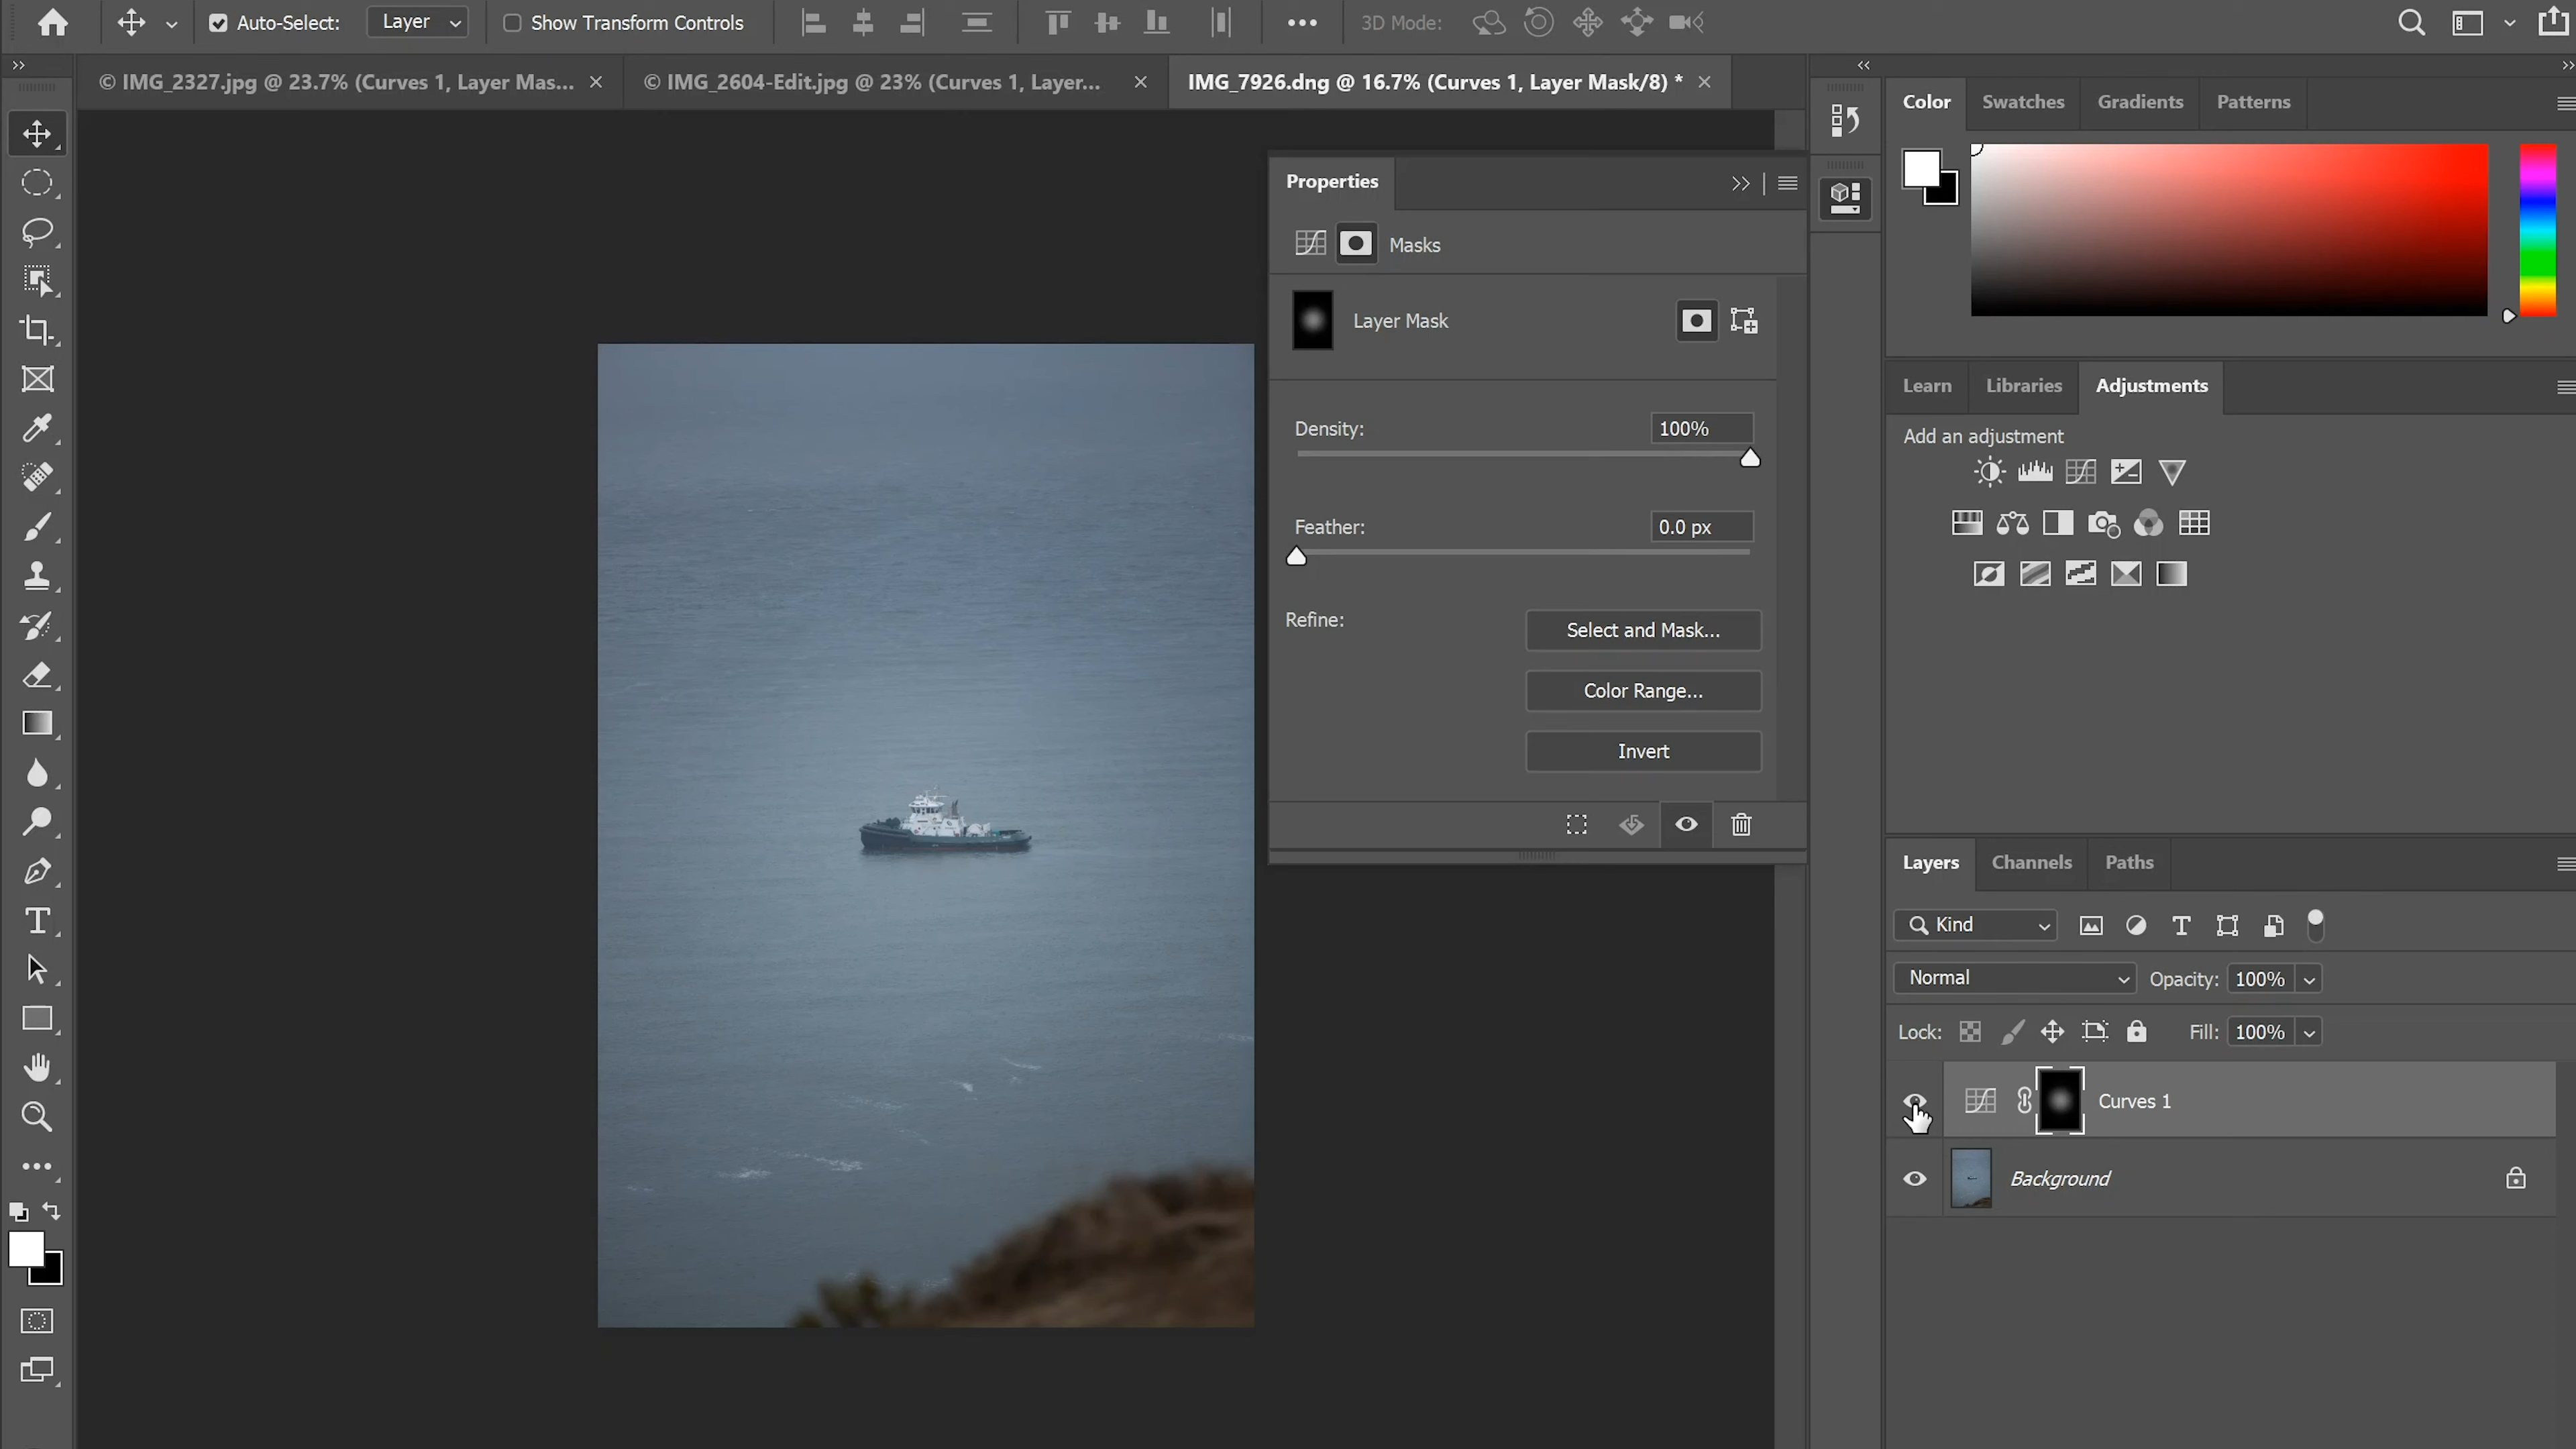 Auto-Select: Layer Show Transform Controls 3D Mode:
© IMG_2327.jpg @ 23.7% (Curves 1, Layer Mas... × © IMG_2604-Edit.jpg @ 23% (Curves 1, Layer... × IMG_7926.dng @ 16.7% (Curves 1, Layer Mask/8) * ×
Properties
Masks
Layer Mask
Density: 100%
Feather: 0.0 px
Refine: Select and Mask...
Color Range...
Invert
Color Swatches Gradients Patterns
Learn Libraries Adjustments
Add an adjustment
Layers Channels Paths
Kind
Normal Opacity: 100%
Lock: Fill: 100%
Curves 1
Background